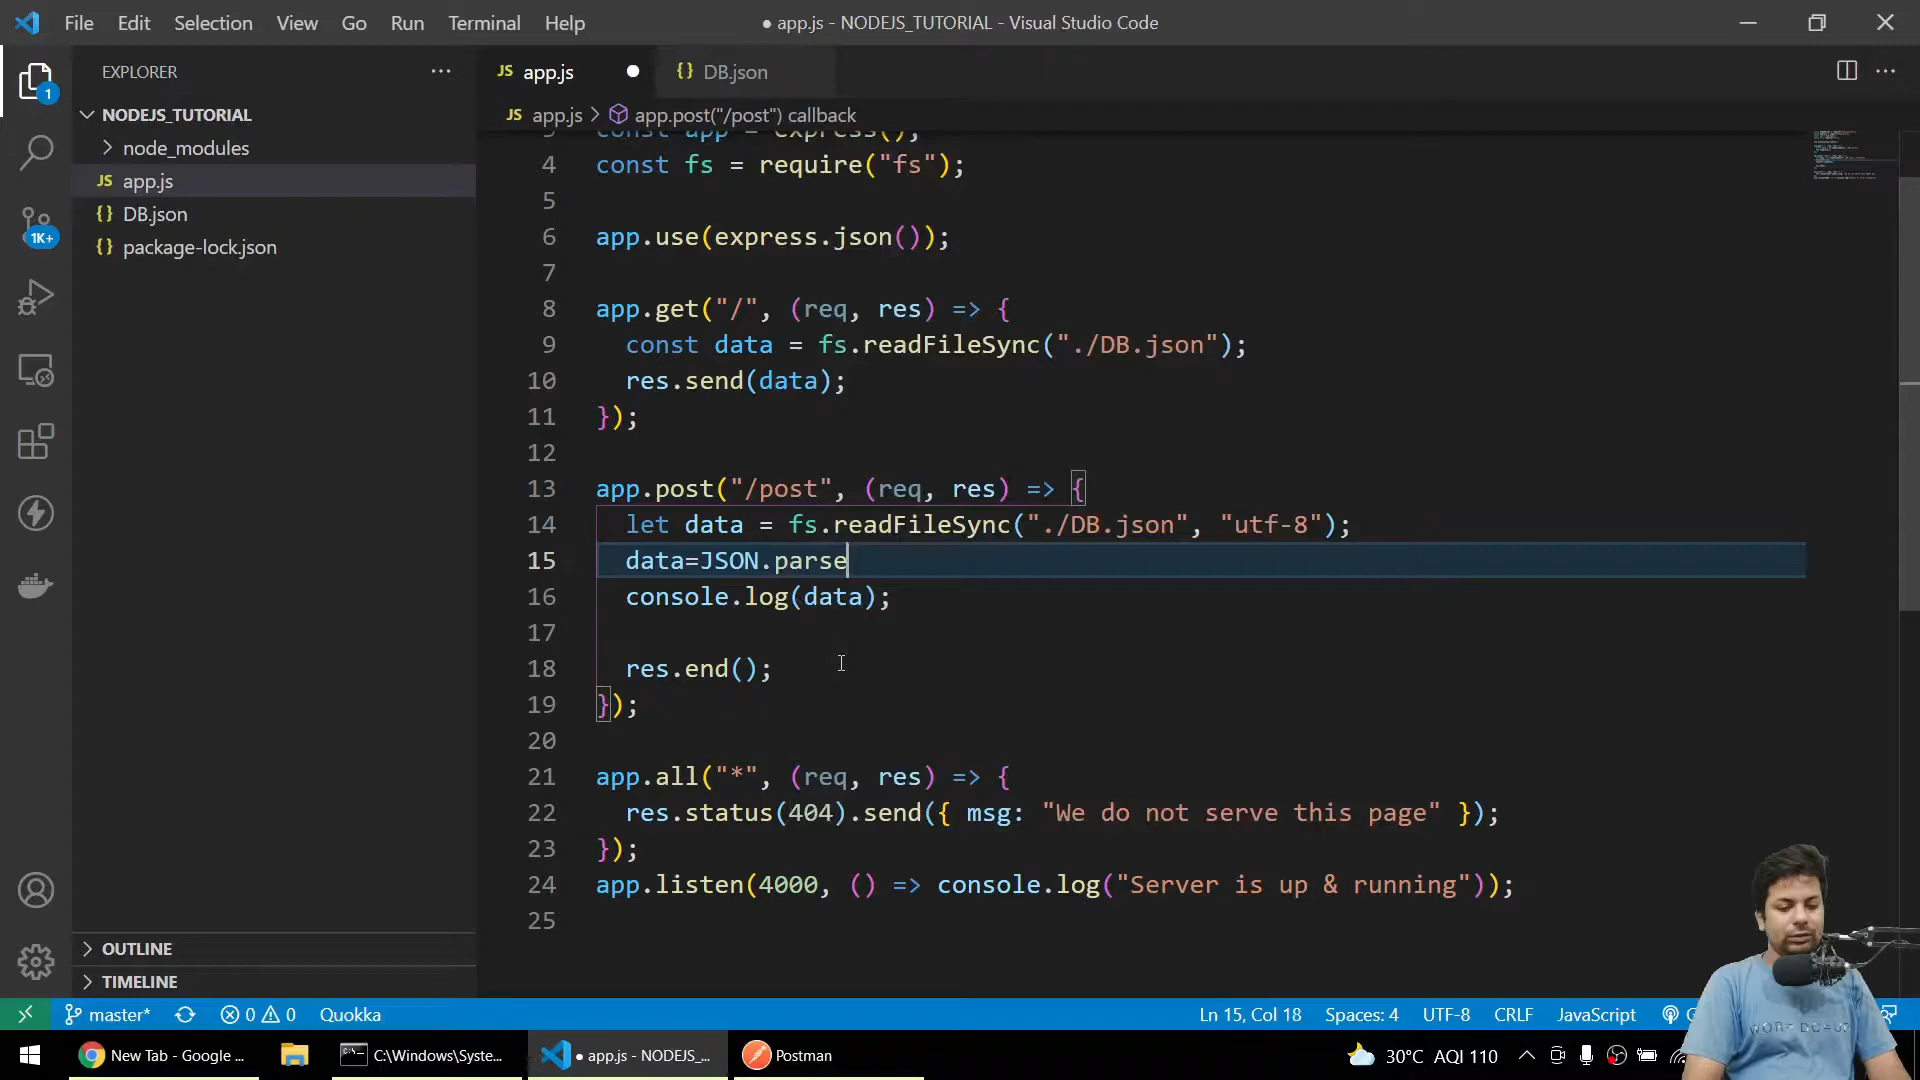 File Edit Selection View Go Run Terminal Help
● app.js - NODEJS_TUTORIAL - Visual Studio Code
EXPLORER
1
NODEJS_TUTORIAL
node_modules
JS app.js
{} DB.json
{} package-lock.json
1K+
OUTLINE
TIMELINE
JS app.js ● {} DB.json
JS app.js > app.post("/post") callback
const app = express();
4 const fs = require("fs");
5
6 app.use(express.json());
7
8 app.get("/", (req, res) => {
9 const data = fs.readFileSync("./DB.json");
10 res.send(data);
11 });
12
13 app.post("/post", (req, res) => {
14 let data = fs.readFileSync("./DB.json", "utf-8");
15 data=JSON.parse
16 console.log(data);
17
18 res.end();
19 });
20
21 app.all("*", (req, res) => {
22 res.status(404).send({ msg: "We do not serve this page" });
23 });
24 app.listen(4000, () => console.log("Server is up & running"));
25
master* 0 0 Quokka
Ln 15, Col 18 Spaces: 4 UTF-8 CRLF JavaScript
New Tab - Google ...
C:\Windows\Syste...
● app.js - NODEJS_...
Postman
30°C AQI 110